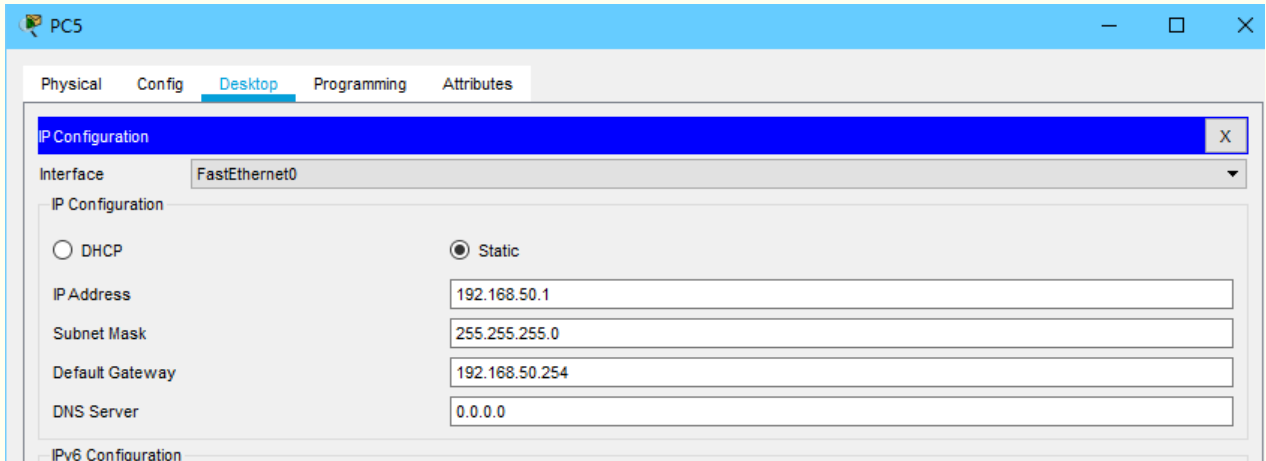 PC5
Physical Config Desktop Programming Attributes
IP Configuration X
Interface FastEthernet0
IP Configuration
DHCP Static
IP Address 192.168.50.1
Subnet Mask 255.255.255.0
Default Gateway 192.168.50.254
DNS Server 0.0.0.0
IPv6 Configuration